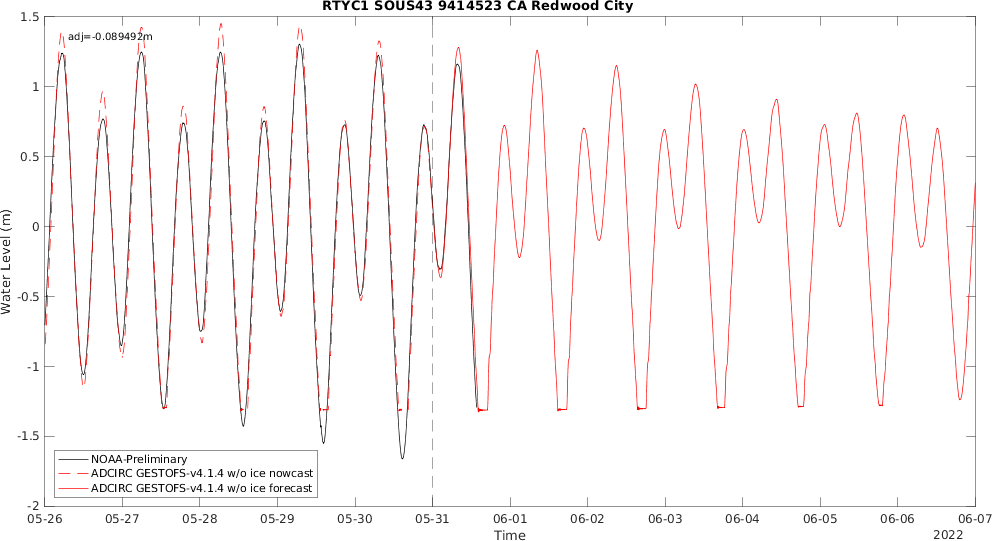 RTYC1 SOUS43 9414523 CA Redwood City
adj=-0.089492m
1.5
1
0.5
0
-0.5
-1
-1.5
-2
Water Level (m)
NOAA-Preliminary
ADCIRC GESTOFS-v4.1.4 w/o ice nowcast
ADCIRC GESTOFS-v4.1.4 w/o ice forecast
05-26 05-27 05-28 05-29 05-30 05-31 06-01 06-02 06-03 06-04 06-05 06-06 06-07
Time
2022